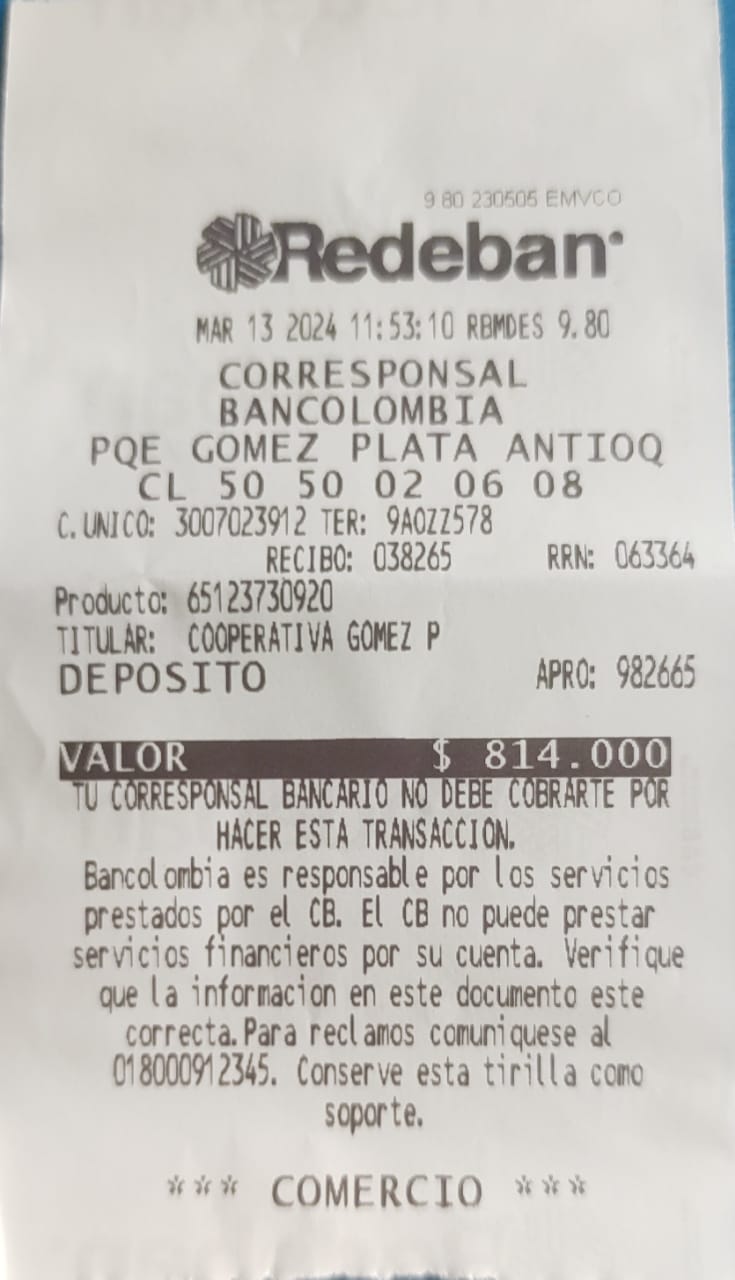 9 80 230505 EMVCO
Redeban
MAR 13 2024 11:53:10 RBMDES 9.80
CORRESPONSAL
BANCOLOMBIA
PQE GOMEZ PLATA ANTIOQ
CL 50 50 02 06 08
C. UNICO: 3007023912 TER: 9A0ZZ578
RECIBO: 038265 RRN: 063364
Producto: 65123730920
TITULAR: COOPERATIVA GOMEZ P
DEPOSITO APRO: 982665
VALOR $ 814.000
TU CORRESPONSAL BANCARIO NO DEBE COBRARTE POR
HACER ESTA TRANSACCION.
Bancolombia es responsable por los servicios
prestados por el CB. El CB no puede prestar
servicios financieros por su cuenta. Verifique
que la informacion en este documento este
correcta. Para reclamos comuniquese al
018000912345. Conserve esta tirilla como
soporte.
*** COMERCIO ***